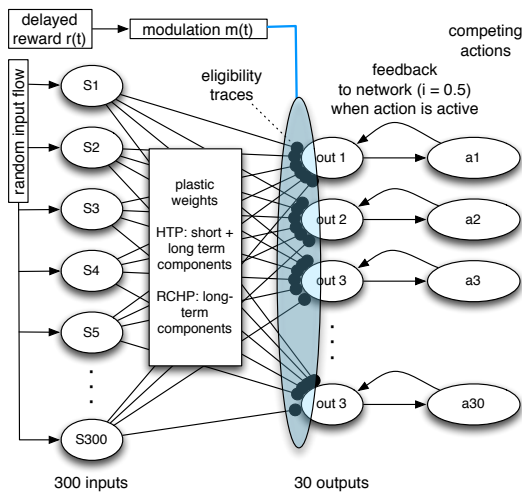 delayed
reward r(t)
modulation m(t)
competing
actions
random input flow
eligibility
traces
feedback
to network (i = 0.5)
when action is active
S1
S2
S3
S4
S5
S300
plastic
weights
HTP: short +
long term
components
RCHP: long-
term
components
out 1
out 2
out 3
out 3
a1
a2
a3
a30
300 inputs
30 outputs